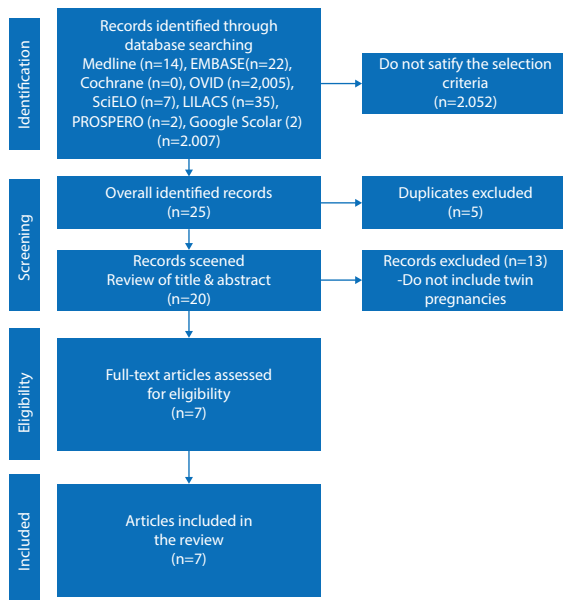 Identification
Records identified through
database searching
Medline (n=14), EMBASE(n=22),
Cochrane (n=0), OVID (n=2,005),
SciELO (n=7), LILACS (n=35),
PROSPERO (n=2), Google Scolar (2)
(n=2.007)
Do not satify the selection
criteria
(n=2.052)
Screening
Overall identified records
(n=25)
Duplicates excluded
(n=5)
Records sceened
Review of title & abstract
(n=20)
Records excluded (n=13)
-Do not include twin
pregnancies
Eligibility
Full-text articles assessed
for eligibility
(n=7)
Included
Articles included in
the review
(n=7)